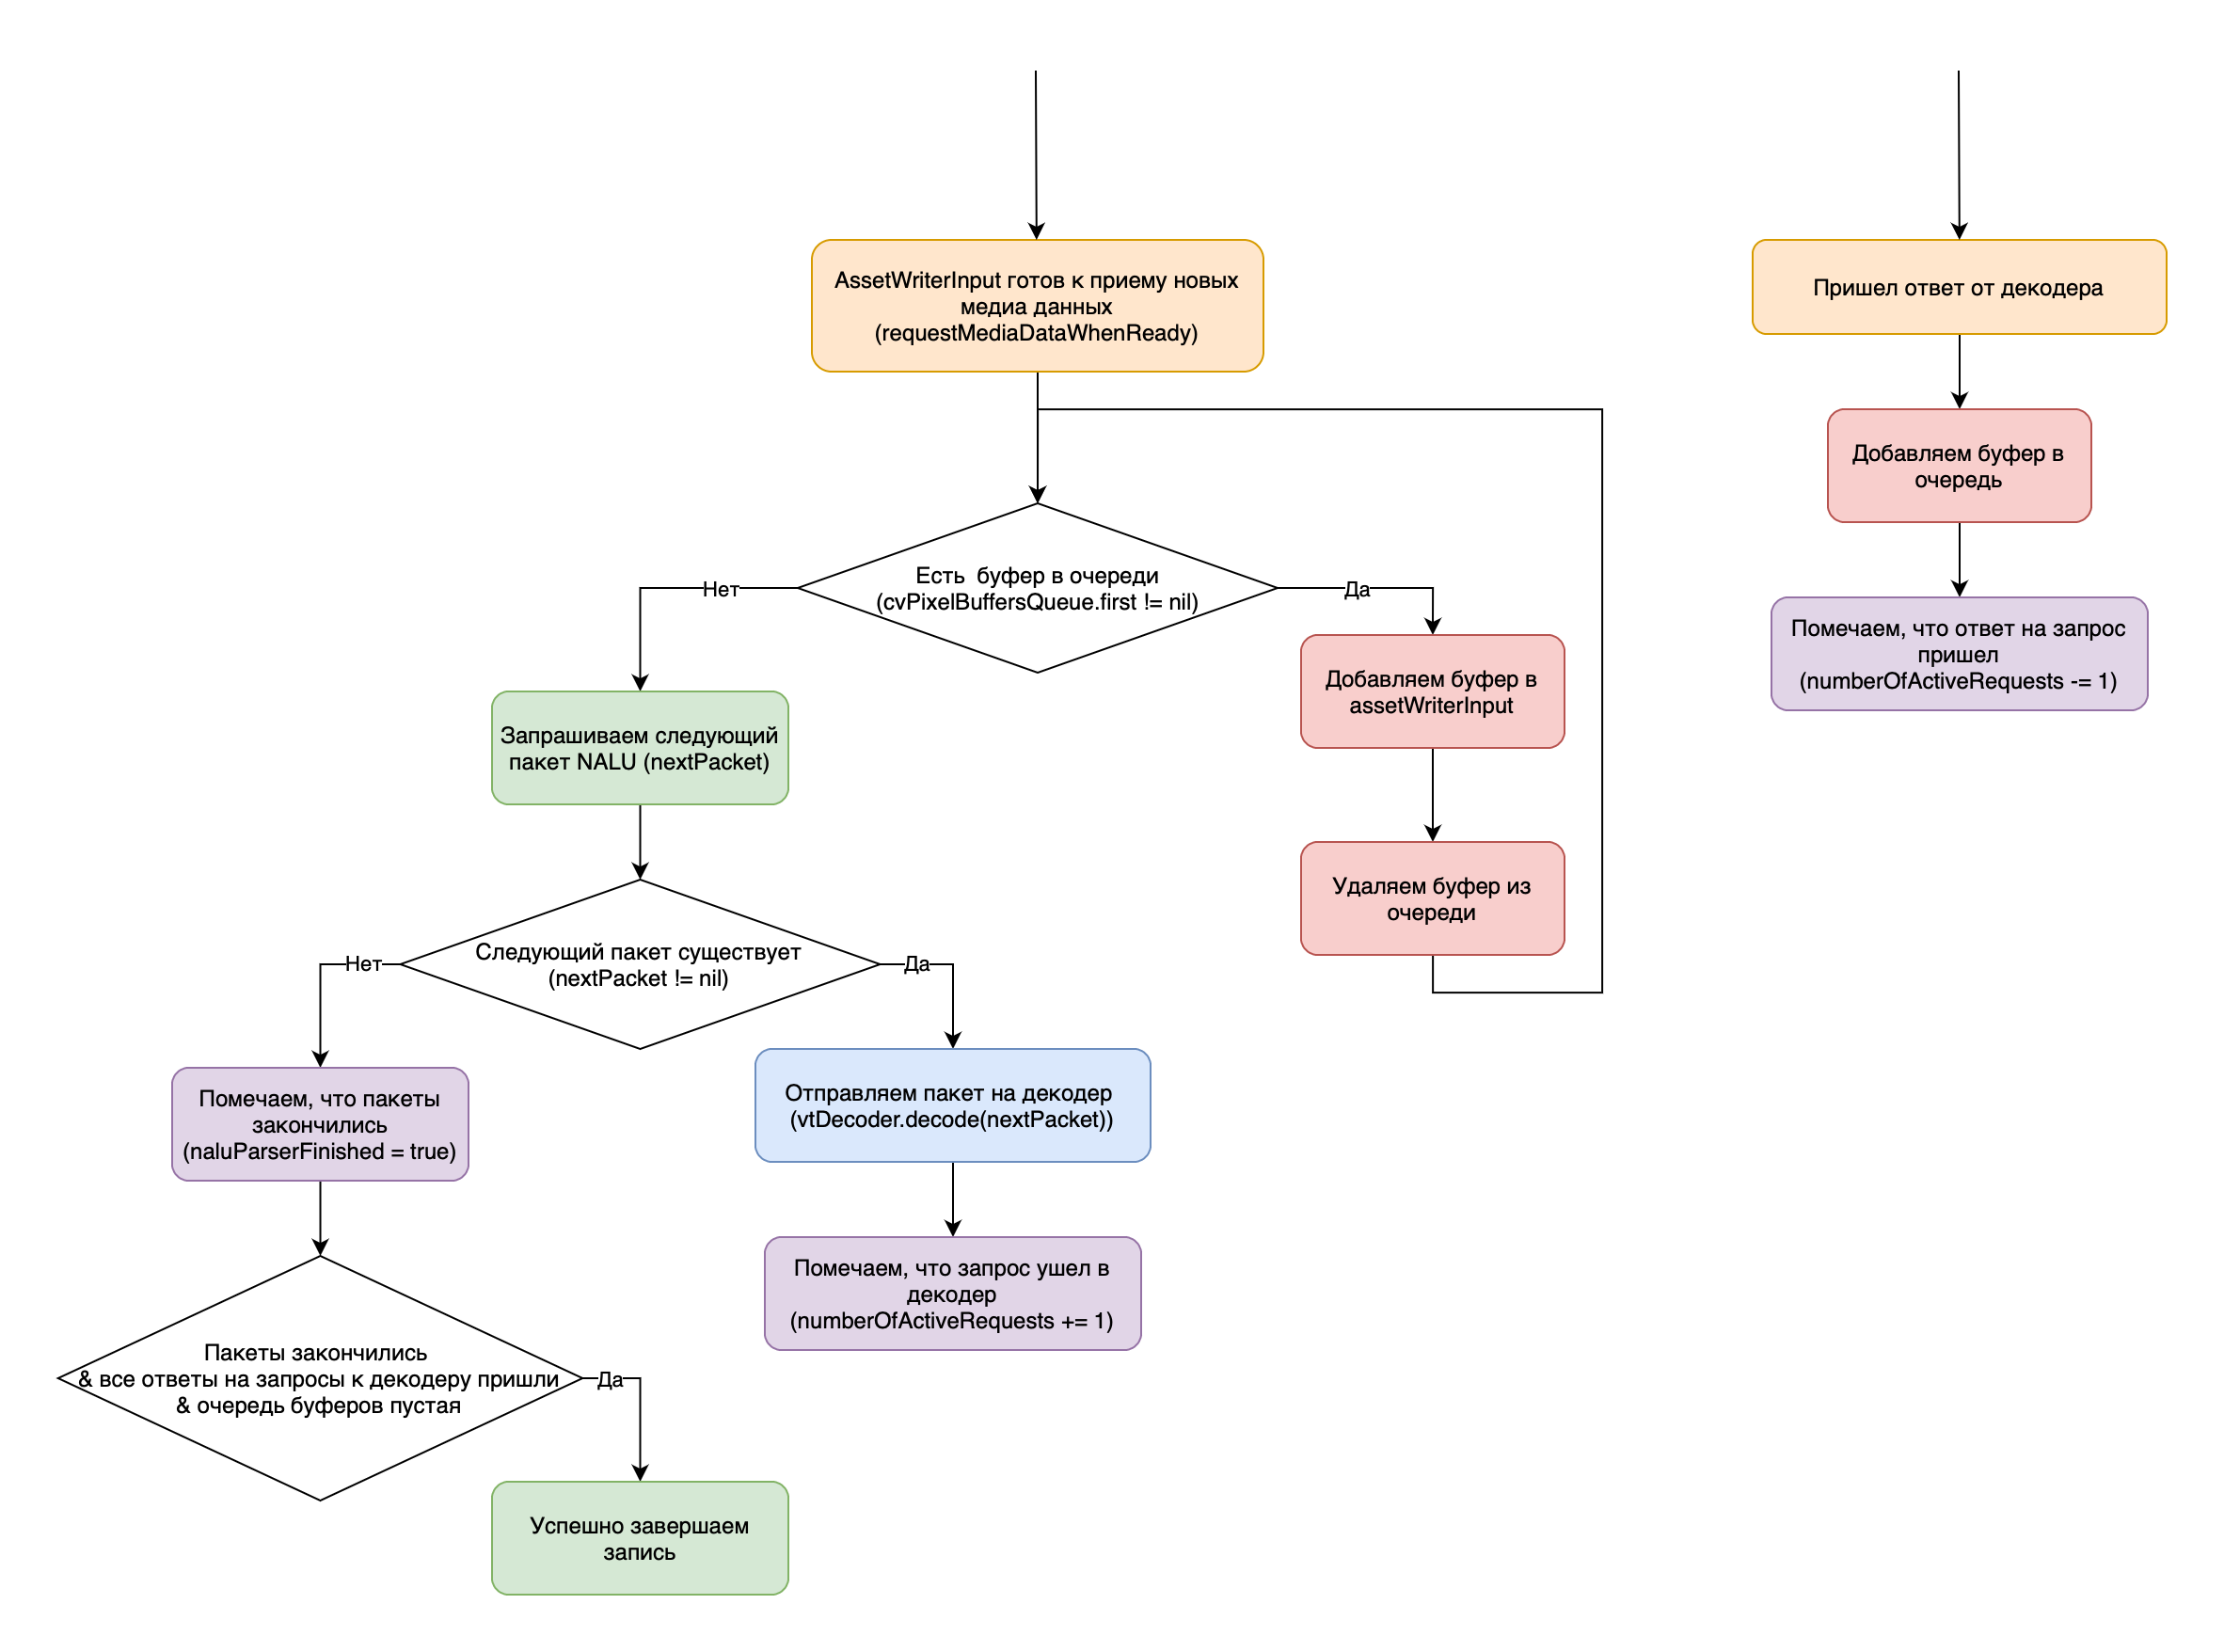 AssetWriterInput готов к приему новых
медиа данных
(requestMediaDataWhenReady)
Пришел ответ от декодера
Добавляем буфер в
очередь
Помечаем, что ответ на запрос
пришел
(numberOfActiveRequests -= 1)
Есть буфер в очереди
(cvPixelBuffersQueue.first != nil)
Нет
Да
Добавляем буфер в
assetWriterInput
Удаляем буфер из
очереди
Запрашиваем следующий
пакет NALU (nextPacket)
Следующий пакет существует
(nextPacket != nil)
Нет
Да
Помечаем, что пакеты
закончились
(naluParserFinished = true)
Отправляем пакет на декодер
(vtDecoder.decode(nextPacket))
Помечаем, что запрос ушел в
декодер
(numberOfActiveRequests += 1)
Пакеты закончились
& все ответы на запросы к декодеру пришли
& очередь буферов пустая
Да
Успешно завершаем
запись